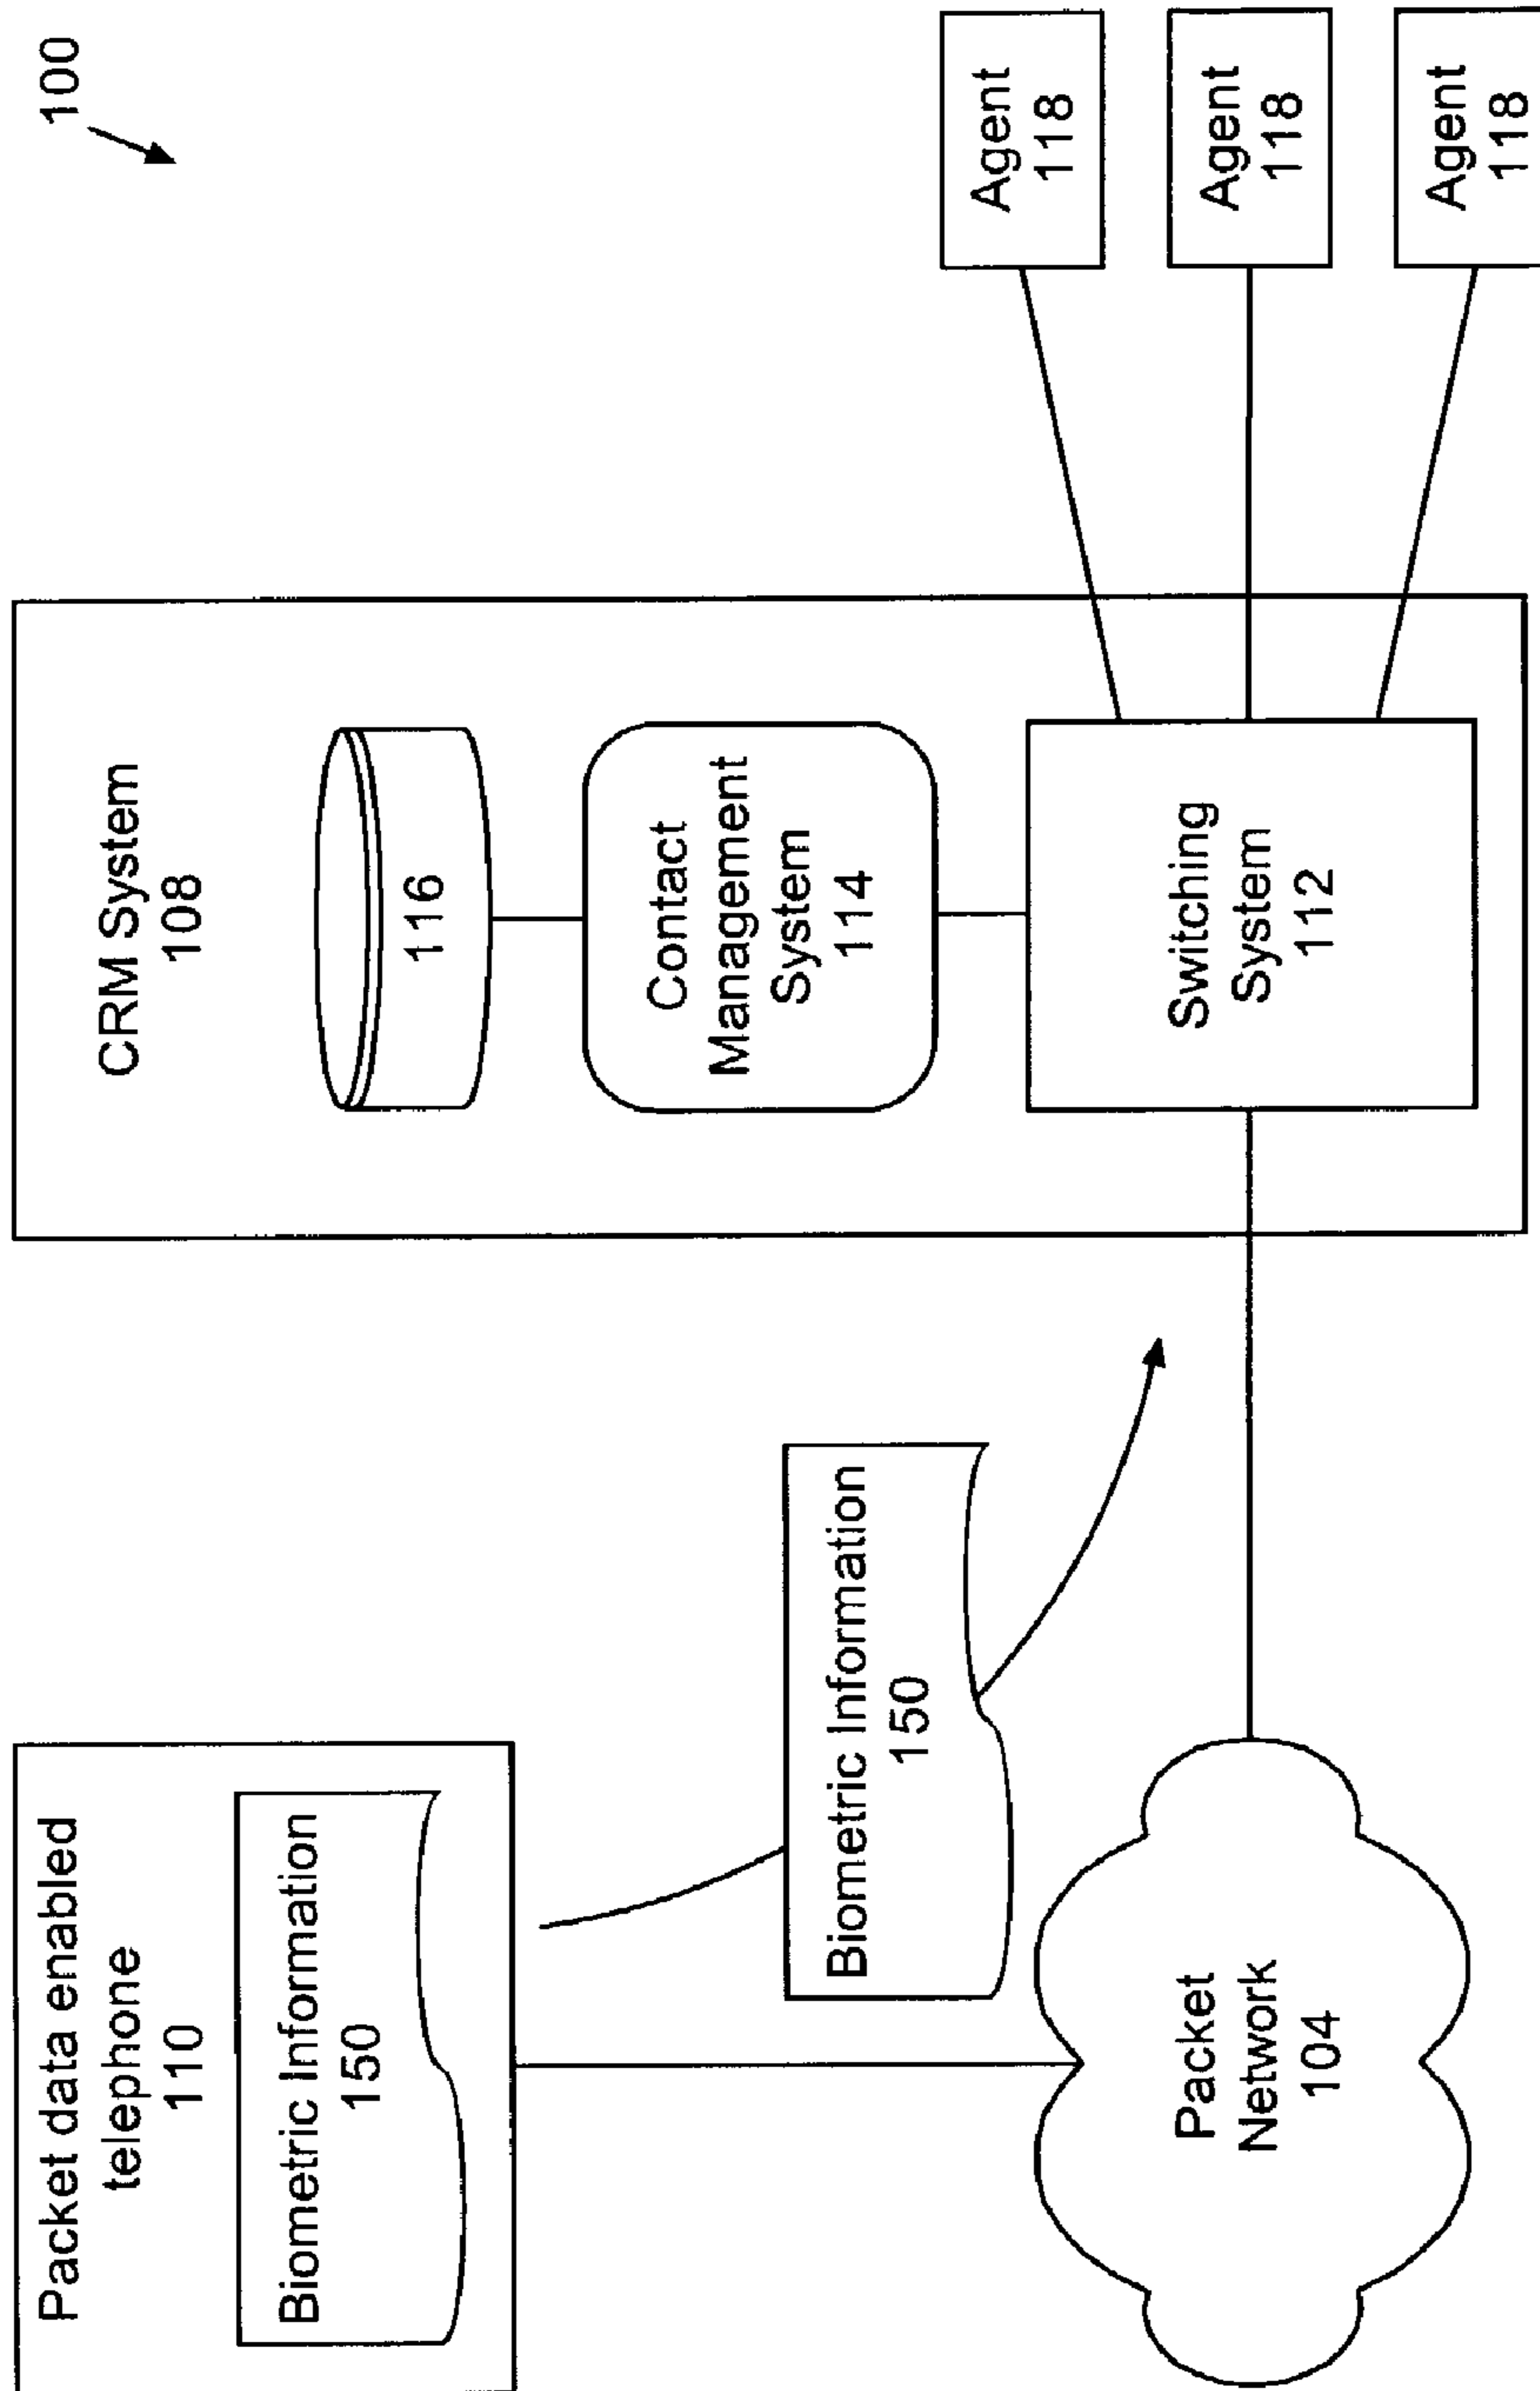 100
Packet data enabled
telephone
110
Biometric Information
150
Biometric Information
150
Packet
Network
104
CRM System
108
116
Contact
Management
System
114
Switching
System
112
Agent
118
Agent
118
Agent
118